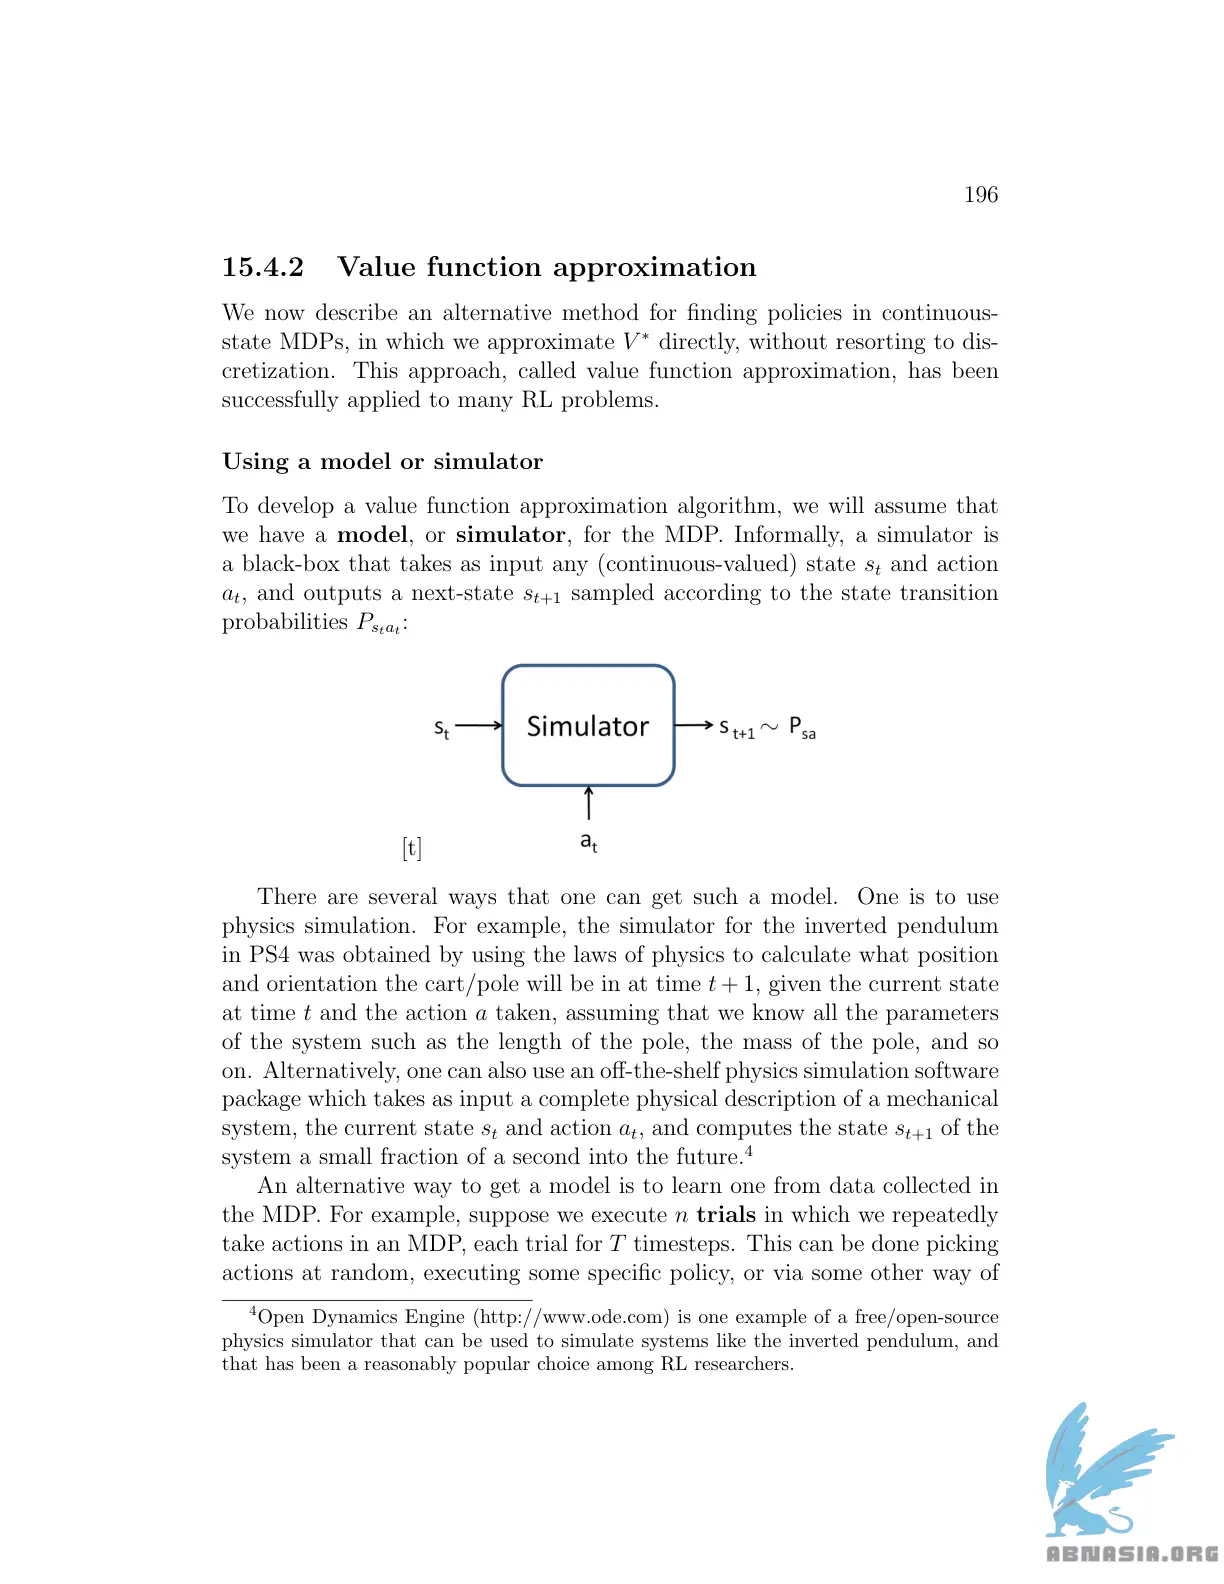 196
15.4.2 Value function approximation
We now describe an alternative method for finding policies in continuous-
state MDPs, in which we approximate V* directly, without resorting to dis-
cretization. This approach, called value function approximation, has been
successfully applied to many RL problems.
Using a model or simulator
To develop a value function approximation algorithm, we will assume that
we have a model, or simulator, for the MDP. Informally, a simulator is
a black-box that takes as input any (continuous-valued) state s_t and action
a_t, and outputs a next-state s_{t+1} sampled according to the state transition
probabilities P_{s_t a_t}:
s_t Simulator s_{t+1} ~ P_{sa}
[t] a_t
There are several ways that one can get such a model. One is to use
physics simulation. For example, the simulator for the inverted pendulum
in PS4 was obtained by using the laws of physics to calculate what position
and orientation the cart/pole will be in at time t + 1, given the current state
at time t and the action a taken, assuming that we know all the parameters
of the system such as the length of the pole, the mass of the pole, and so
on. Alternatively, one can also use an off-the-shelf physics simulation software
package which takes as input a complete physical description of a mechanical
system, the current state s_t and action a_t, and computes the state s_{t+1} of the
system a small fraction of a second into the future.⁴
An alternative way to get a model is to learn one from data collected in
the MDP. For example, suppose we execute n trials in which we repeatedly
take actions in an MDP, each trial for T timesteps. This can be done picking
actions at random, executing some specific policy, or via some other way of
⁴Open Dynamics Engine (http://www.ode.com) is one example of a free/open-source
physics simulator that can be used to simulate systems like the inverted pendulum, and
that has been a reasonably popular choice among RL researchers.
ABNASIA.ORG